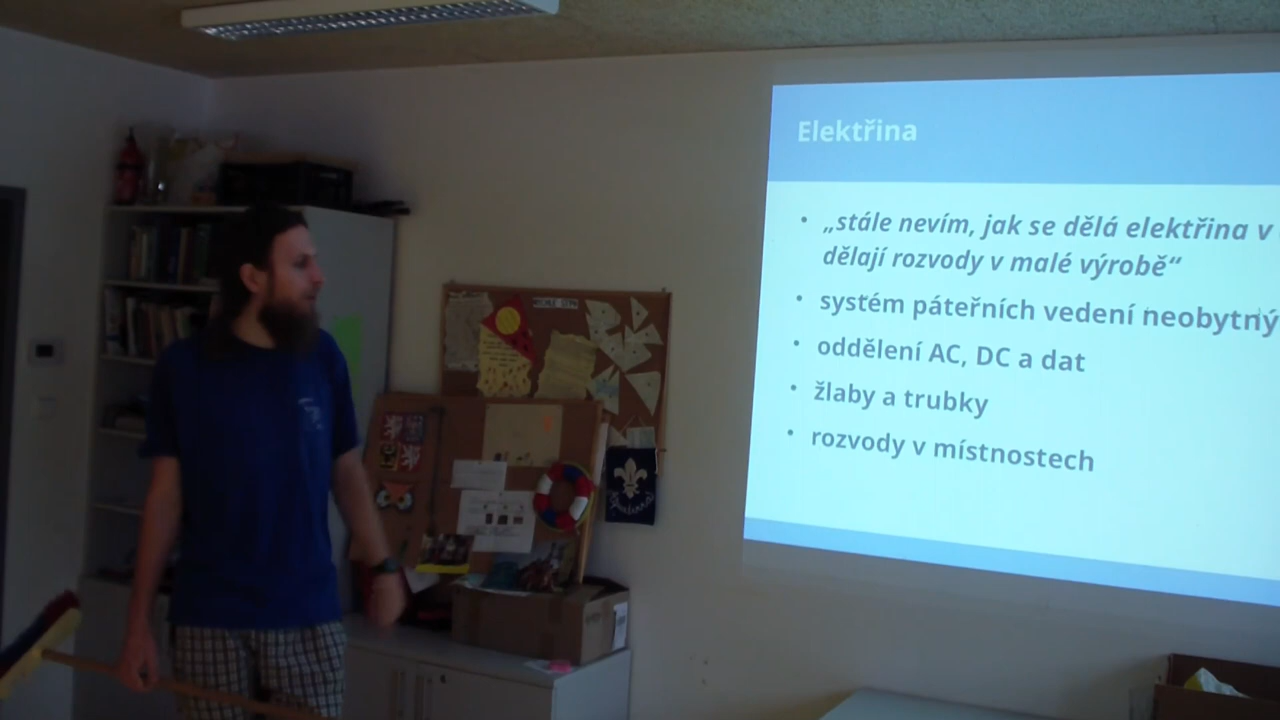 Elektřina
• „stále nevím, jak se dělá elektřina v
dělají rozvody v malé výrobě“
• systém páteřních vedení neobytný
• oddělení AC, DC a dat
• žlaby a trubky
• rozvody v místnostech